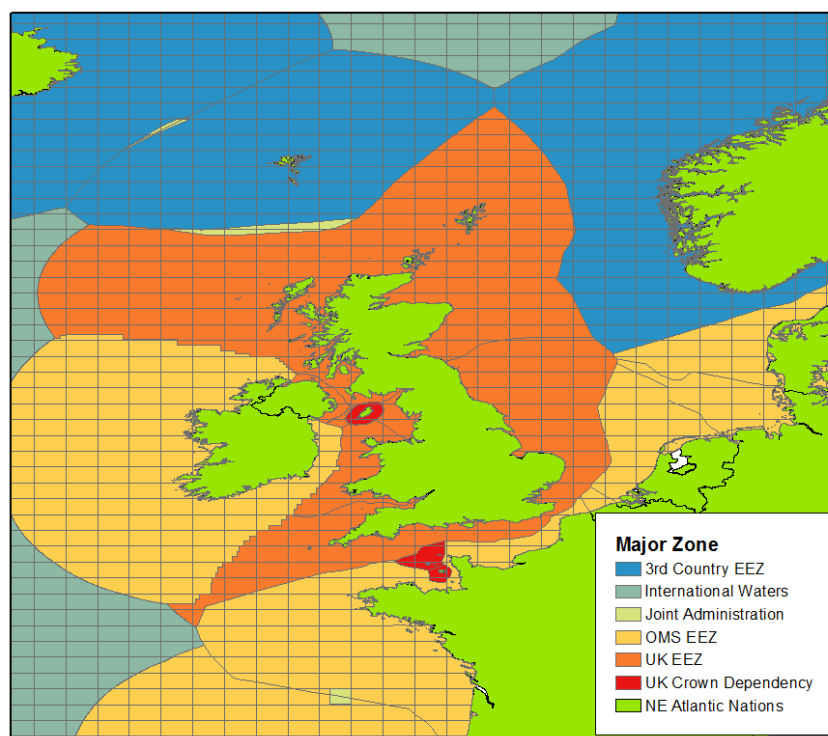 Major Zone
3rd Country EEZ
International Waters
Joint Administration
OMS EEZ
UK EEZ
UK Crown Dependency
NE Atlantic Nations